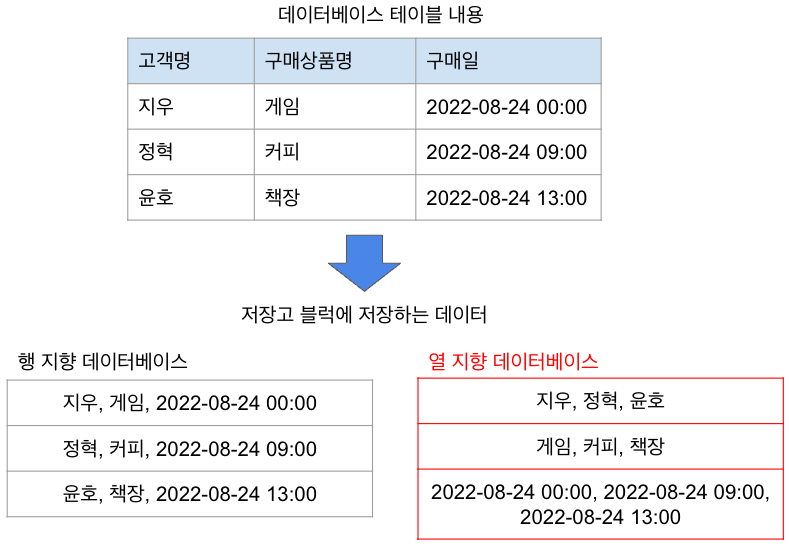 데이터베이스 테이블 내용
고객명 구매상품명 구매일
지우 게임 2022-08-24 00:00
정혁 커피 2022-08-24 09:00
윤호 책장 2022-08-24 13:00
저장고 블럭에 저장하는 데이터
행 지향 데이터베이스
지우, 게임, 2022-08-24 00:00
정혁, 커피, 2022-08-24 09:00
윤호, 책장, 2022-08-24 13:00
열 지향 데이터베이스
지우, 정혁, 윤호
게임, 커피, 책장
2022-08-24 00:00, 2022-08-24 09:00,
2022-08-24 13:00